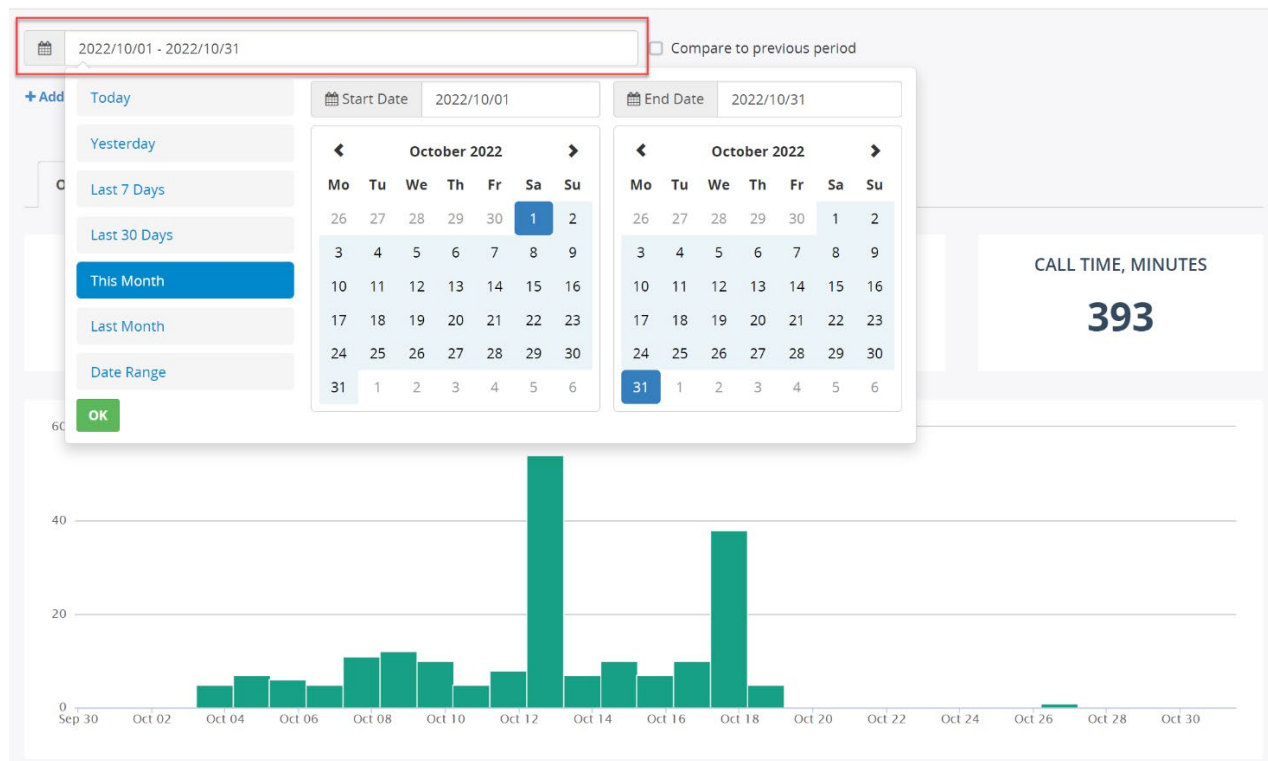 2022/10/01 - 2022/10/31
Compare to previous period
+ Add
Today
Yesterday
Last 7 Days
Last 30 Days
This Month
Last Month
Date Range
OK
Start Date 2022/10/01
October 2022
Mo Tu We Th Fr Sa Su
26 27 28 29 30 1 2
3 4 5 6 7 8 9
10 11 12 13 14 15 16
17 18 19 20 21 22 23
24 25 26 27 28 29 30
31 1 2 3 4 5 6
End Date 2022/10/31
October 2022
Mo Tu We Th Fr Sa Su
26 27 28 29 30 1 2
3 4 5 6 7 8 9
10 11 12 13 14 15 16
17 18 19 20 21 22 23
24 25 26 27 28 29 30
31 1 2 3 4 5 6
CALL TIME, MINUTES
393
60
40
20
0
Sep 30 Oct 02 Oct 04 Oct 06 Oct 08 Oct 10 Oct 12 Oct 14 Oct 16 Oct 18 Oct 20 Oct 22 Oct 24 Oct 26 Oct 28 Oct 30